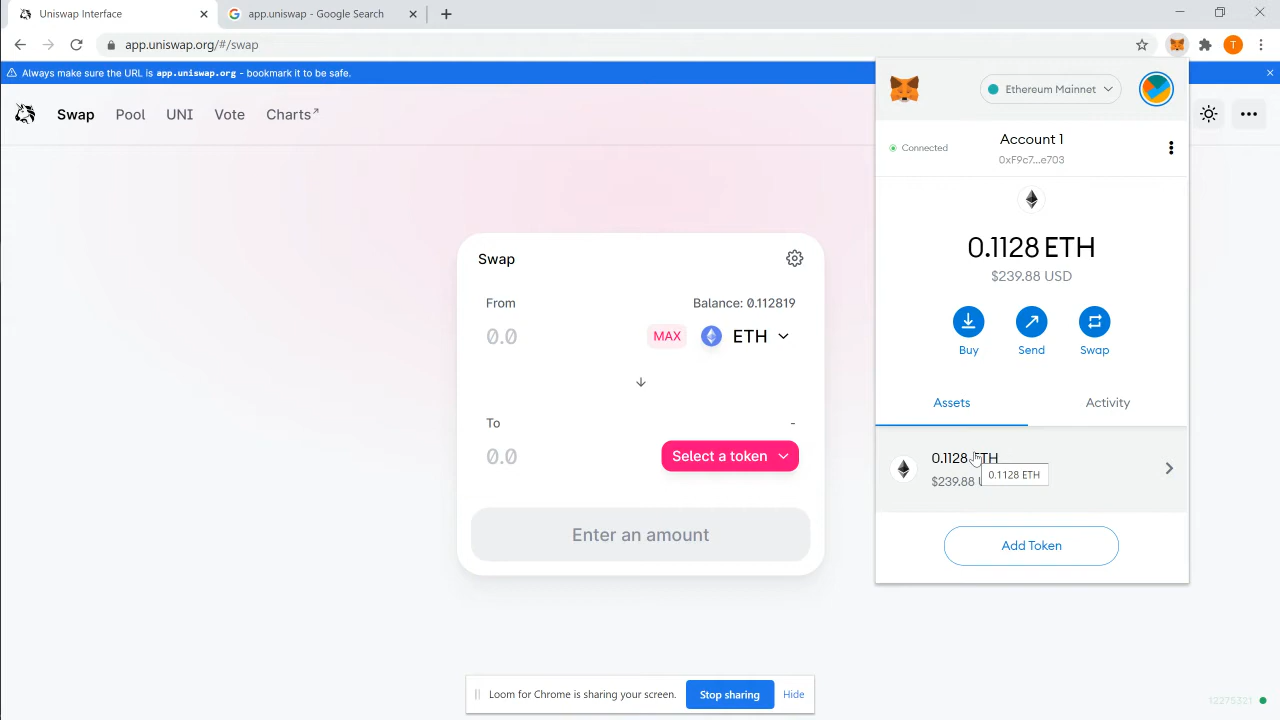 Uniswap Interface
app.uniswap - Google Search
app.uniswap.org/#/swap
T
Always make sure the URL is app.uniswap.org - bookmark it to be safe.
Swap
Pool
UNI
Vote
Charts↗
Swap
From
Balance: 0.112819
0.0
MAX
ETH
To
-
0.0
Select a token
Enter an amount
Ethereum Mainnet
Connected
Account 1
0xF9c7...e703
0.1128 ETH
$239.88 USD
Buy
Send
Swap
Assets
Activity
0.1128 ETH
$239.88 U
0.1128 ETH
Add Token
Loom for Chrome is sharing your screen.
Stop sharing
Hide
12275321